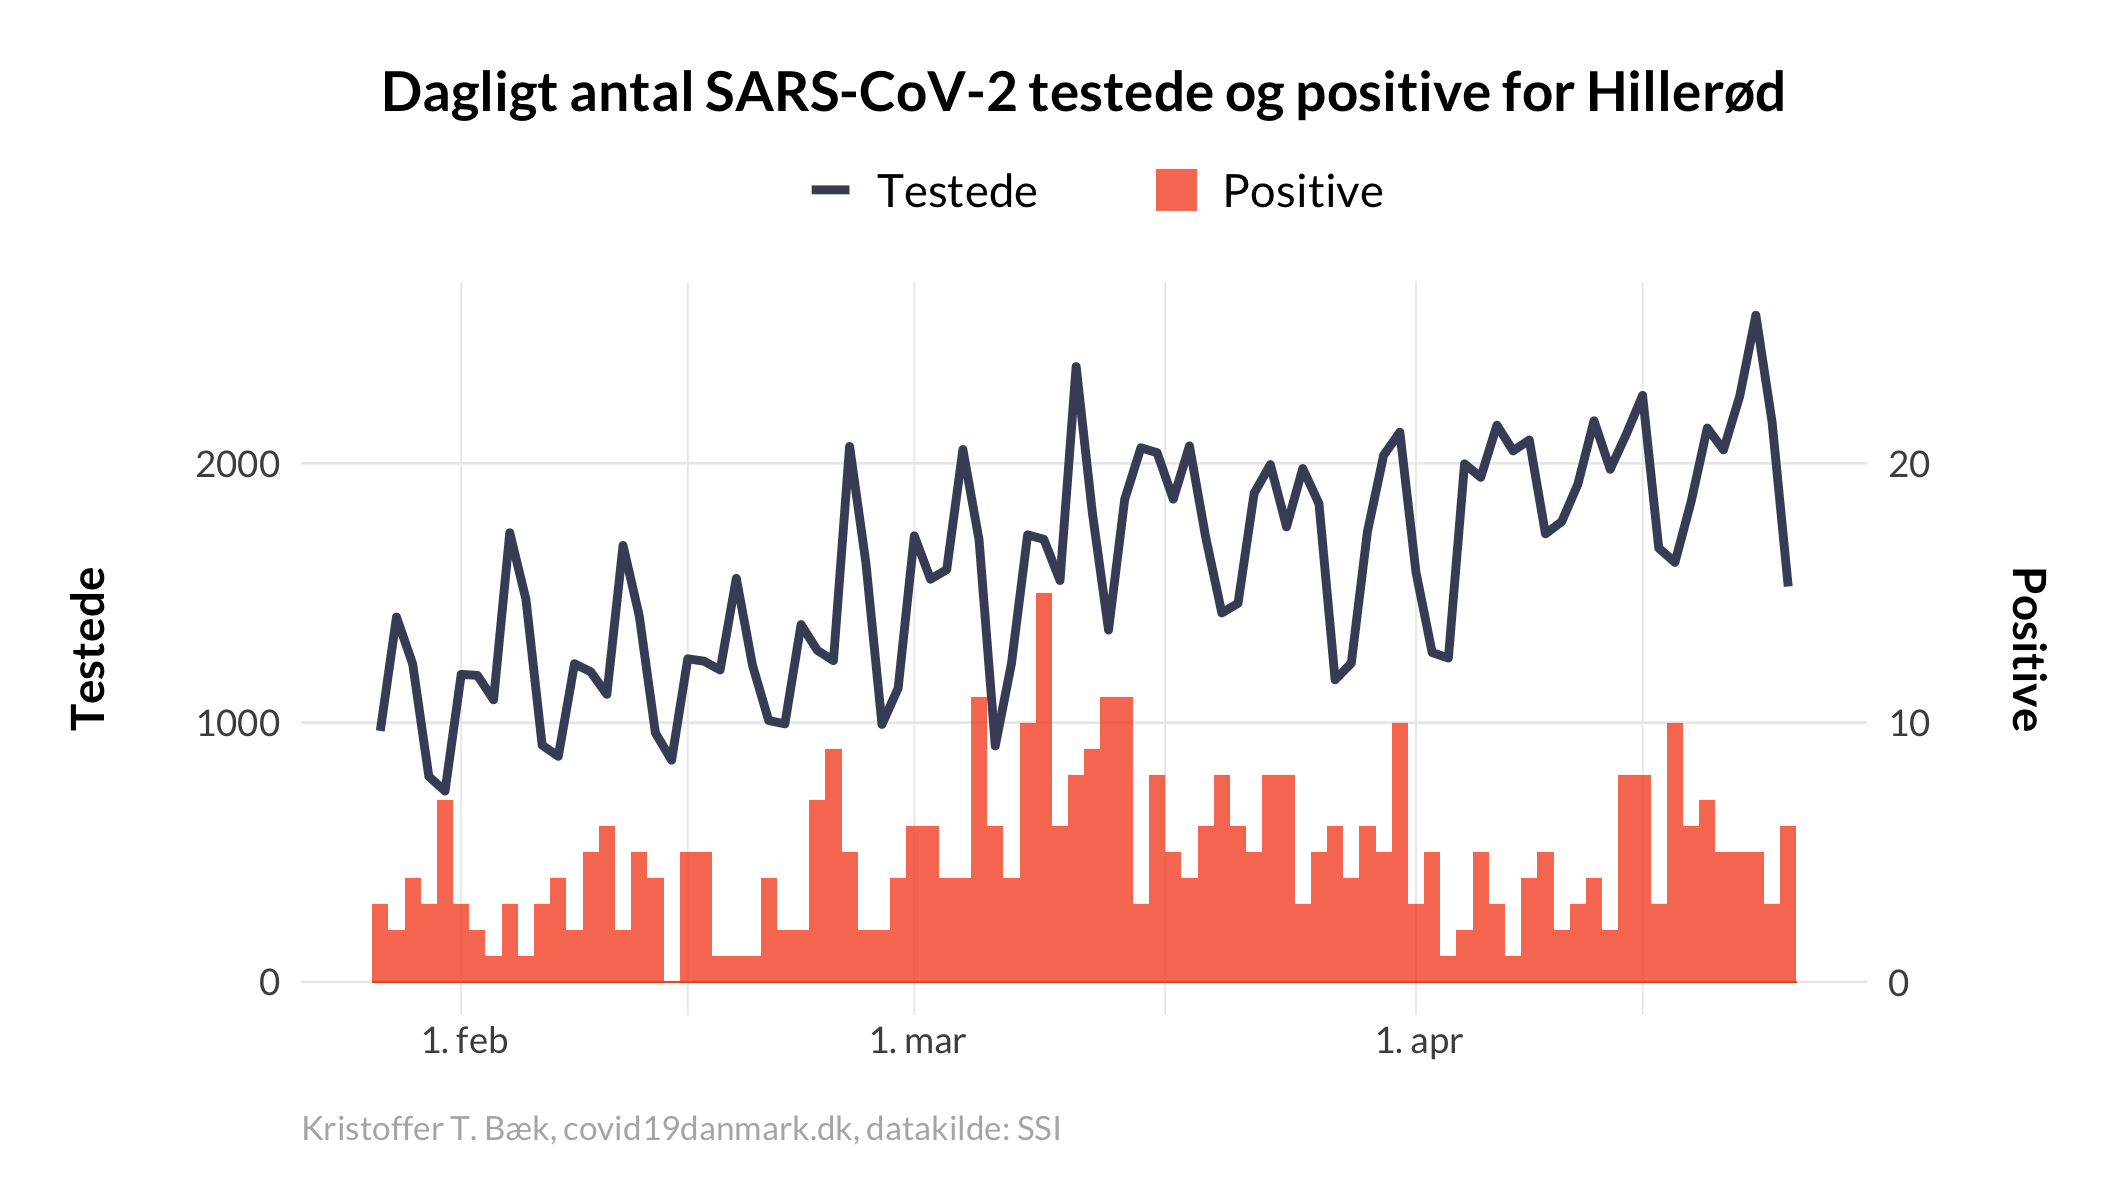 Dagligt antal SARS-CoV-2 testede og positive for Hillerød
Testede Positive
Testede
Positive
2000
1000
0
20
10
0
1. feb 1. mar 1. apr
Kristoffer T. Bæk, covid19danmark.dk, datakilde: SSI